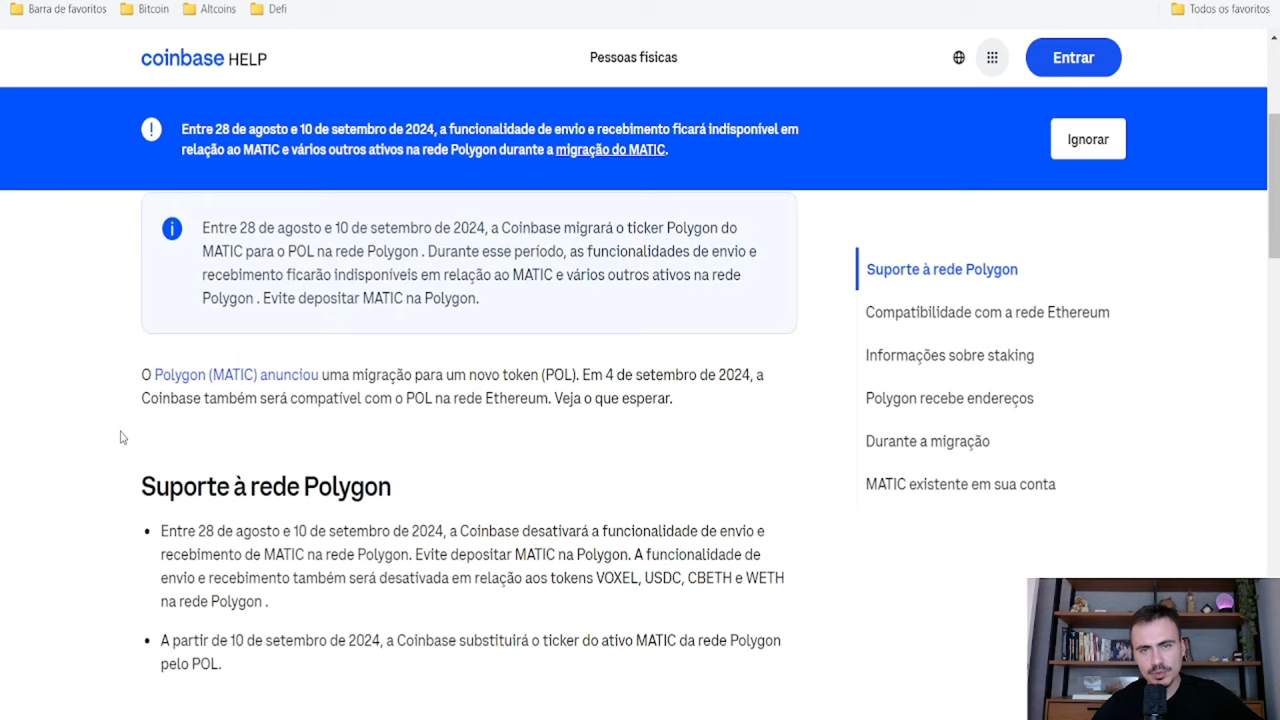 Barra de favoritos Bitcoin Altcoins Defi Todos os favoritos
coinbase HELP Pessoas físicas Entrar
Entre 28 de agosto e 10 de setembro de 2024, a funcionalidade de envio e recebimento ficará indisponível em
relação ao MATIC e vários outros ativos na rede Polygon durante a migração do MATIC.
Ignorar
Entre 28 de agosto e 10 de setembro de 2024, a Coinbase migrará o ticker Polygon do
MATIC para o POL na rede Polygon . Durante esse período, as funcionalidades de envio e
recebimento ficarão indisponíveis em relação ao MATIC e vários outros ativos na rede
Polygon . Evite depositar MATIC na Polygon.
O Polygon (MATIC) anunciou uma migração para um novo token (POL). Em 4 de setembro de 2024, a
Coinbase também será compatível com o POL na rede Ethereum. Veja o que esperar.
Suporte à rede Polygon
• Entre 28 de agosto e 10 de setembro de 2024, a Coinbase desativará a funcionalidade de envio e
recebimento de MATIC na rede Polygon. Evite depositar MATIC na Polygon. A funcionalidade de
envio e recebimento também será desativada em relação aos tokens VOXEL, USDC, CBETH e WETH
na rede Polygon .
• A partir de 10 de setembro de 2024, a Coinbase substituirá o ticker do ativo MATIC da rede Polygon
pelo POL.
Suporte à rede Polygon
Compatibilidade com a rede Ethereum
Informações sobre staking
Polygon recebe endereços
Durante a migração
MATIC existente em sua conta